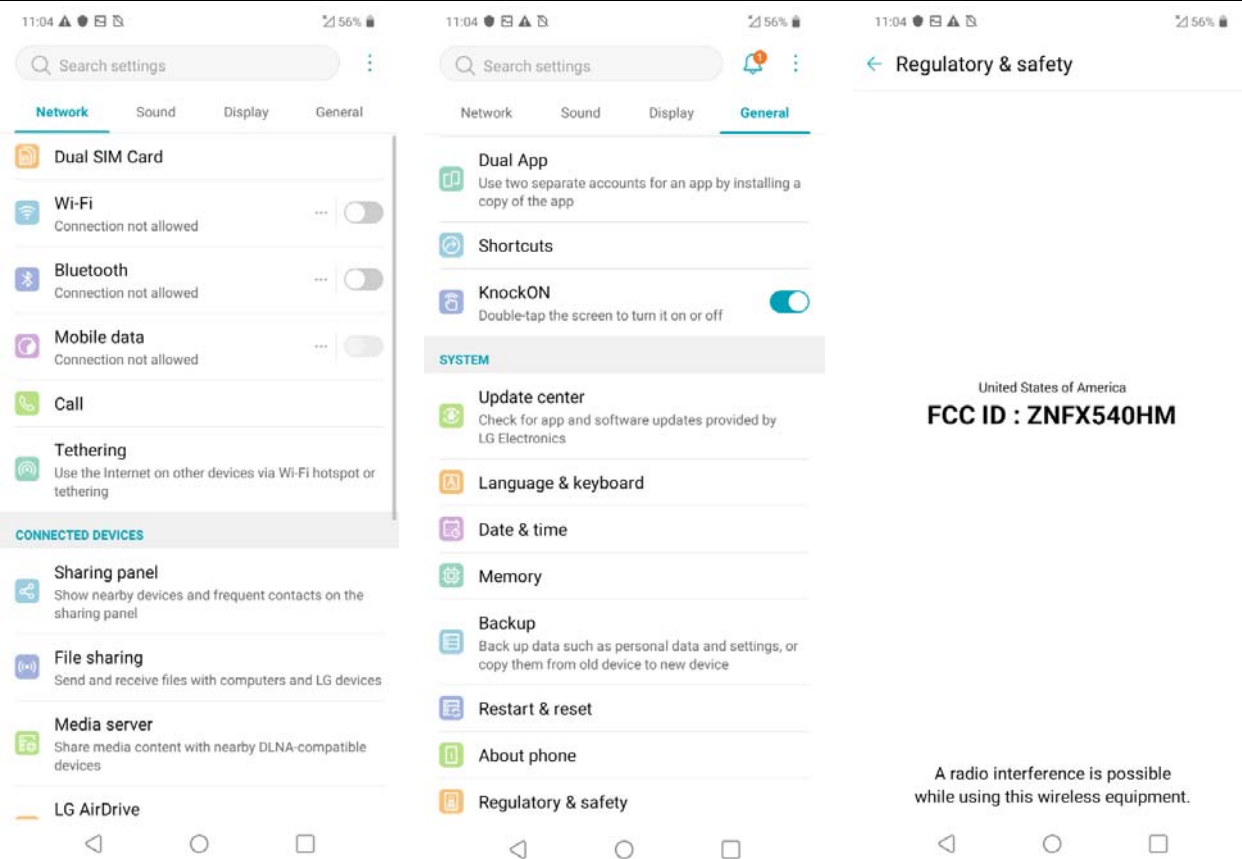 11:04
56%
Search settings
Network Sound Display General
Dual SIM Card
Wi-Fi
Connection not allowed
Bluetooth
Connection not allowed
Mobile data
Connection not allowed
Call
Tethering
Use the Internet on other devices via Wi-Fi hotspot or
tethering
CONNECTED DEVICES
Sharing panel
Show nearby devices and frequent contacts on the
sharing panel
File sharing
Send and receive files with computers and LG devices
Media server
Share media content with nearby DLNA-compatible
devices
LG AirDrive
11:04
56%
Search settings
1
Network Sound Display General
Dual App
Use two separate accounts for an app by installing a
copy of the app
Shortcuts
KnockON
Double-tap the screen to turn it on or off
SYSTEM
Update center
Check for app and software updates provided by
LG Electronics
Language & keyboard
Date & time
Memory
Backup
Back up data such as personal data and settings, or
copy them from old device to new device
Restart & reset
About phone
Regulatory & safety
11:04
56%
Regulatory & safety
United States of America
FCC ID : ZNFX540HM
A radio interference is possible
while using this wireless equipment.